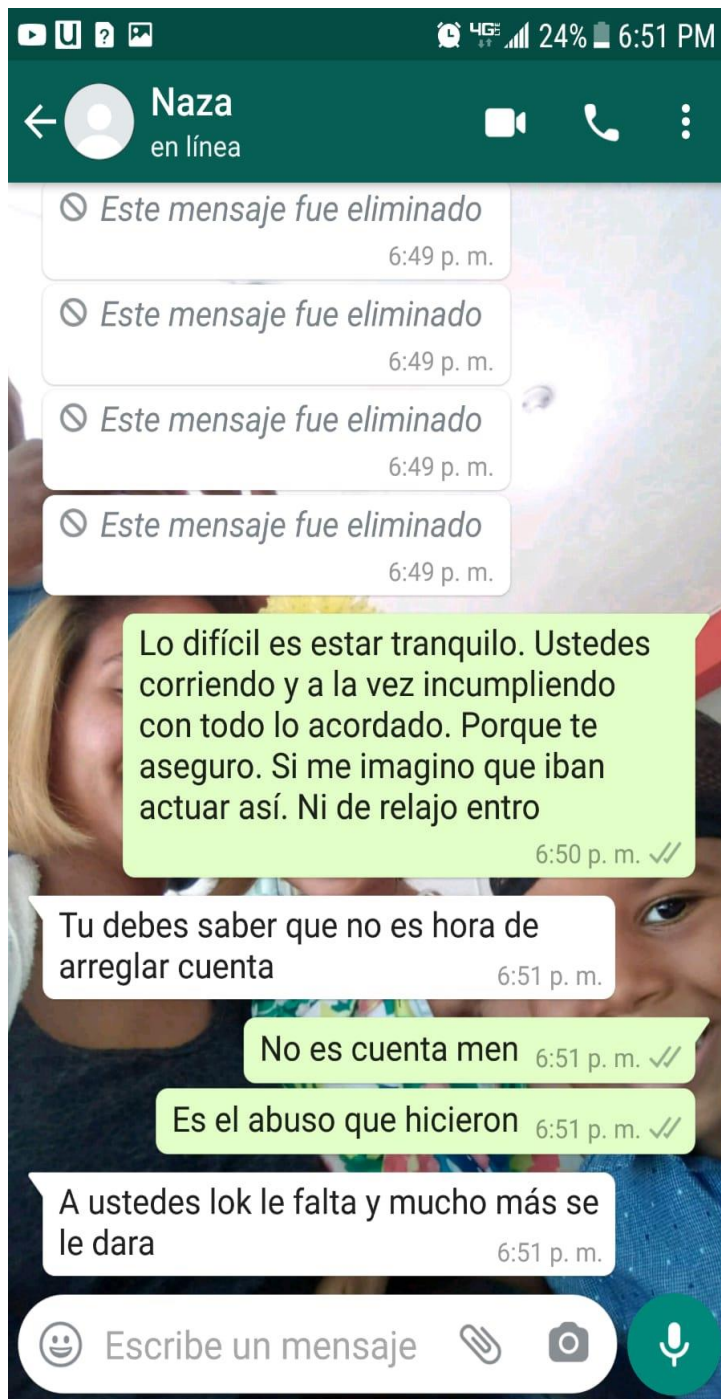 U ? 4GE 24% 6:51 PM
Naza
en línea
Este mensaje fue eliminado
6:49 p. m.
Este mensaje fue eliminado
6:49 p. m.
Este mensaje fue eliminado
6:49 p. m.
Este mensaje fue eliminado
6:49 p. m.
Lo difícil es estar tranquilo. Ustedes
corriendo y a la vez incumpliendo
con todo lo acordado. Porque te
aseguro. Si me imagino que iban
actuar así. Ni de relajo entro
6:50 p. m.
Tu debes saber que no es hora de
arreglar cuenta 6:51 p. m.
No es cuenta men 6:51 p. m.
Es el abuso que hicieron 6:51 p. m.
A ustedes lok le falta y mucho más se
le dara 6:51 p. m.
Escribe un mensaje